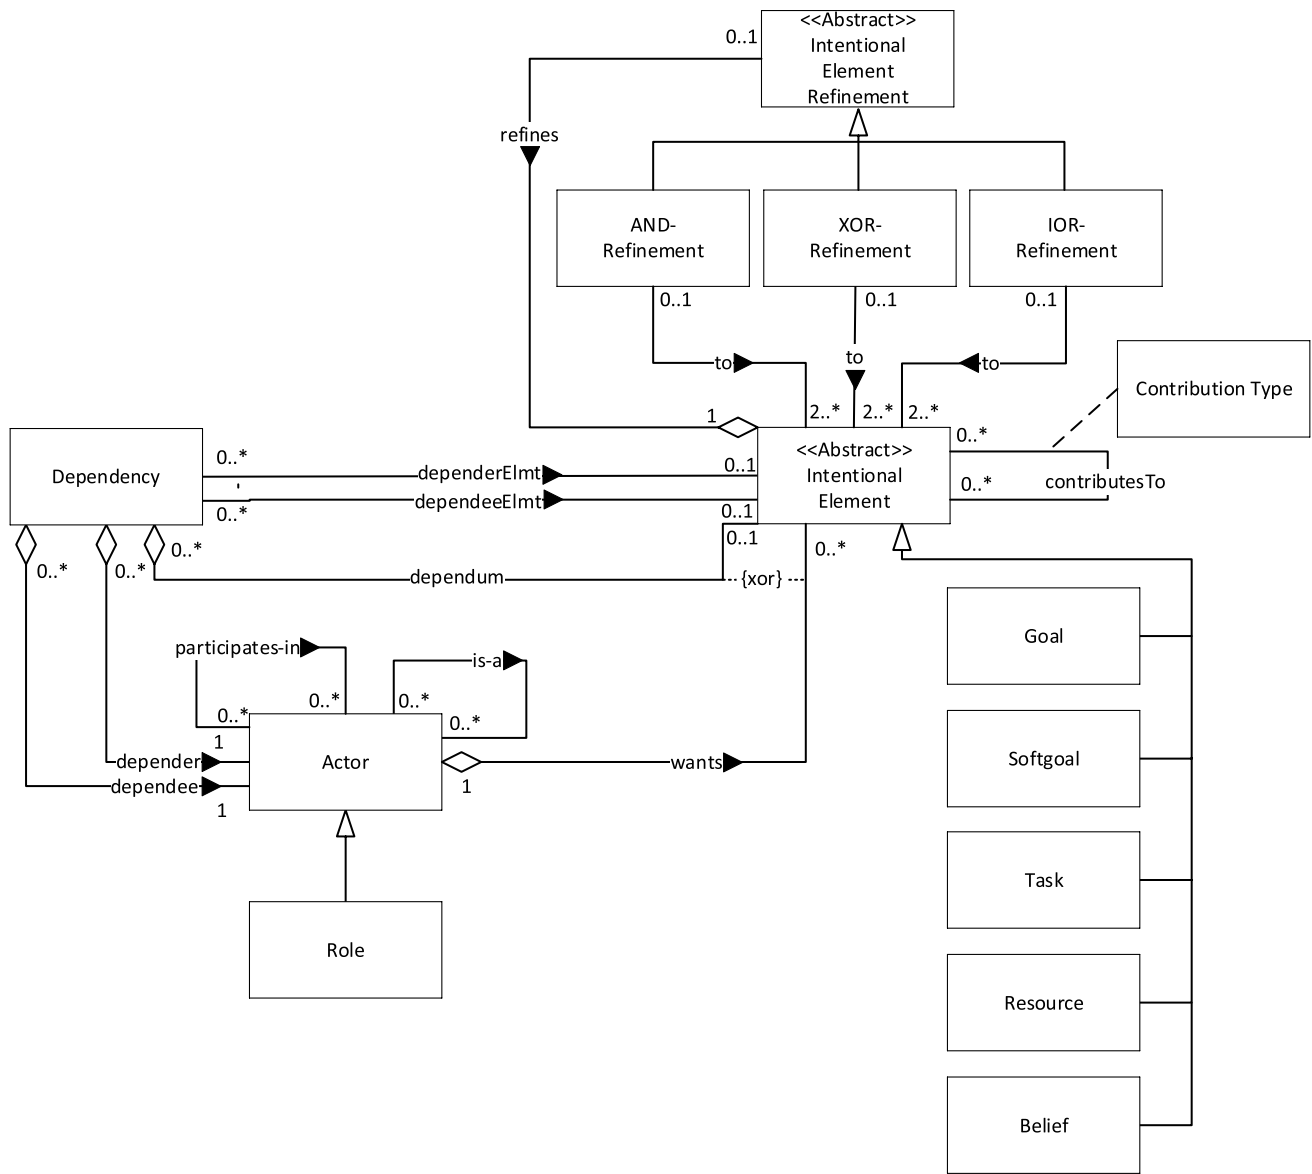 <<Abstract>>
Intentional
Element
Refinement
0..1
refines
AND-
Refinement
XOR-
Refinement
IOR-
Refinement
0..1
0..1
0..1
to
to
to
Contribution Type
1
2..*
2..*
2..*
0..*
<<Abstract>>
Intentional
Element
Dependency
0..*
dependerElmt
0..1
0..*
contributesTo
0..*
dependeeElmt
0..1
0..1
0..*
0..*
0..*
0..*
dependum
{xor}
participates-in
is-a
0..*
0..*
0..*
0..*
1
depender
Actor
wants
dependee
1
1
Role
Goal
Softgoal
Task
Resource
Belief